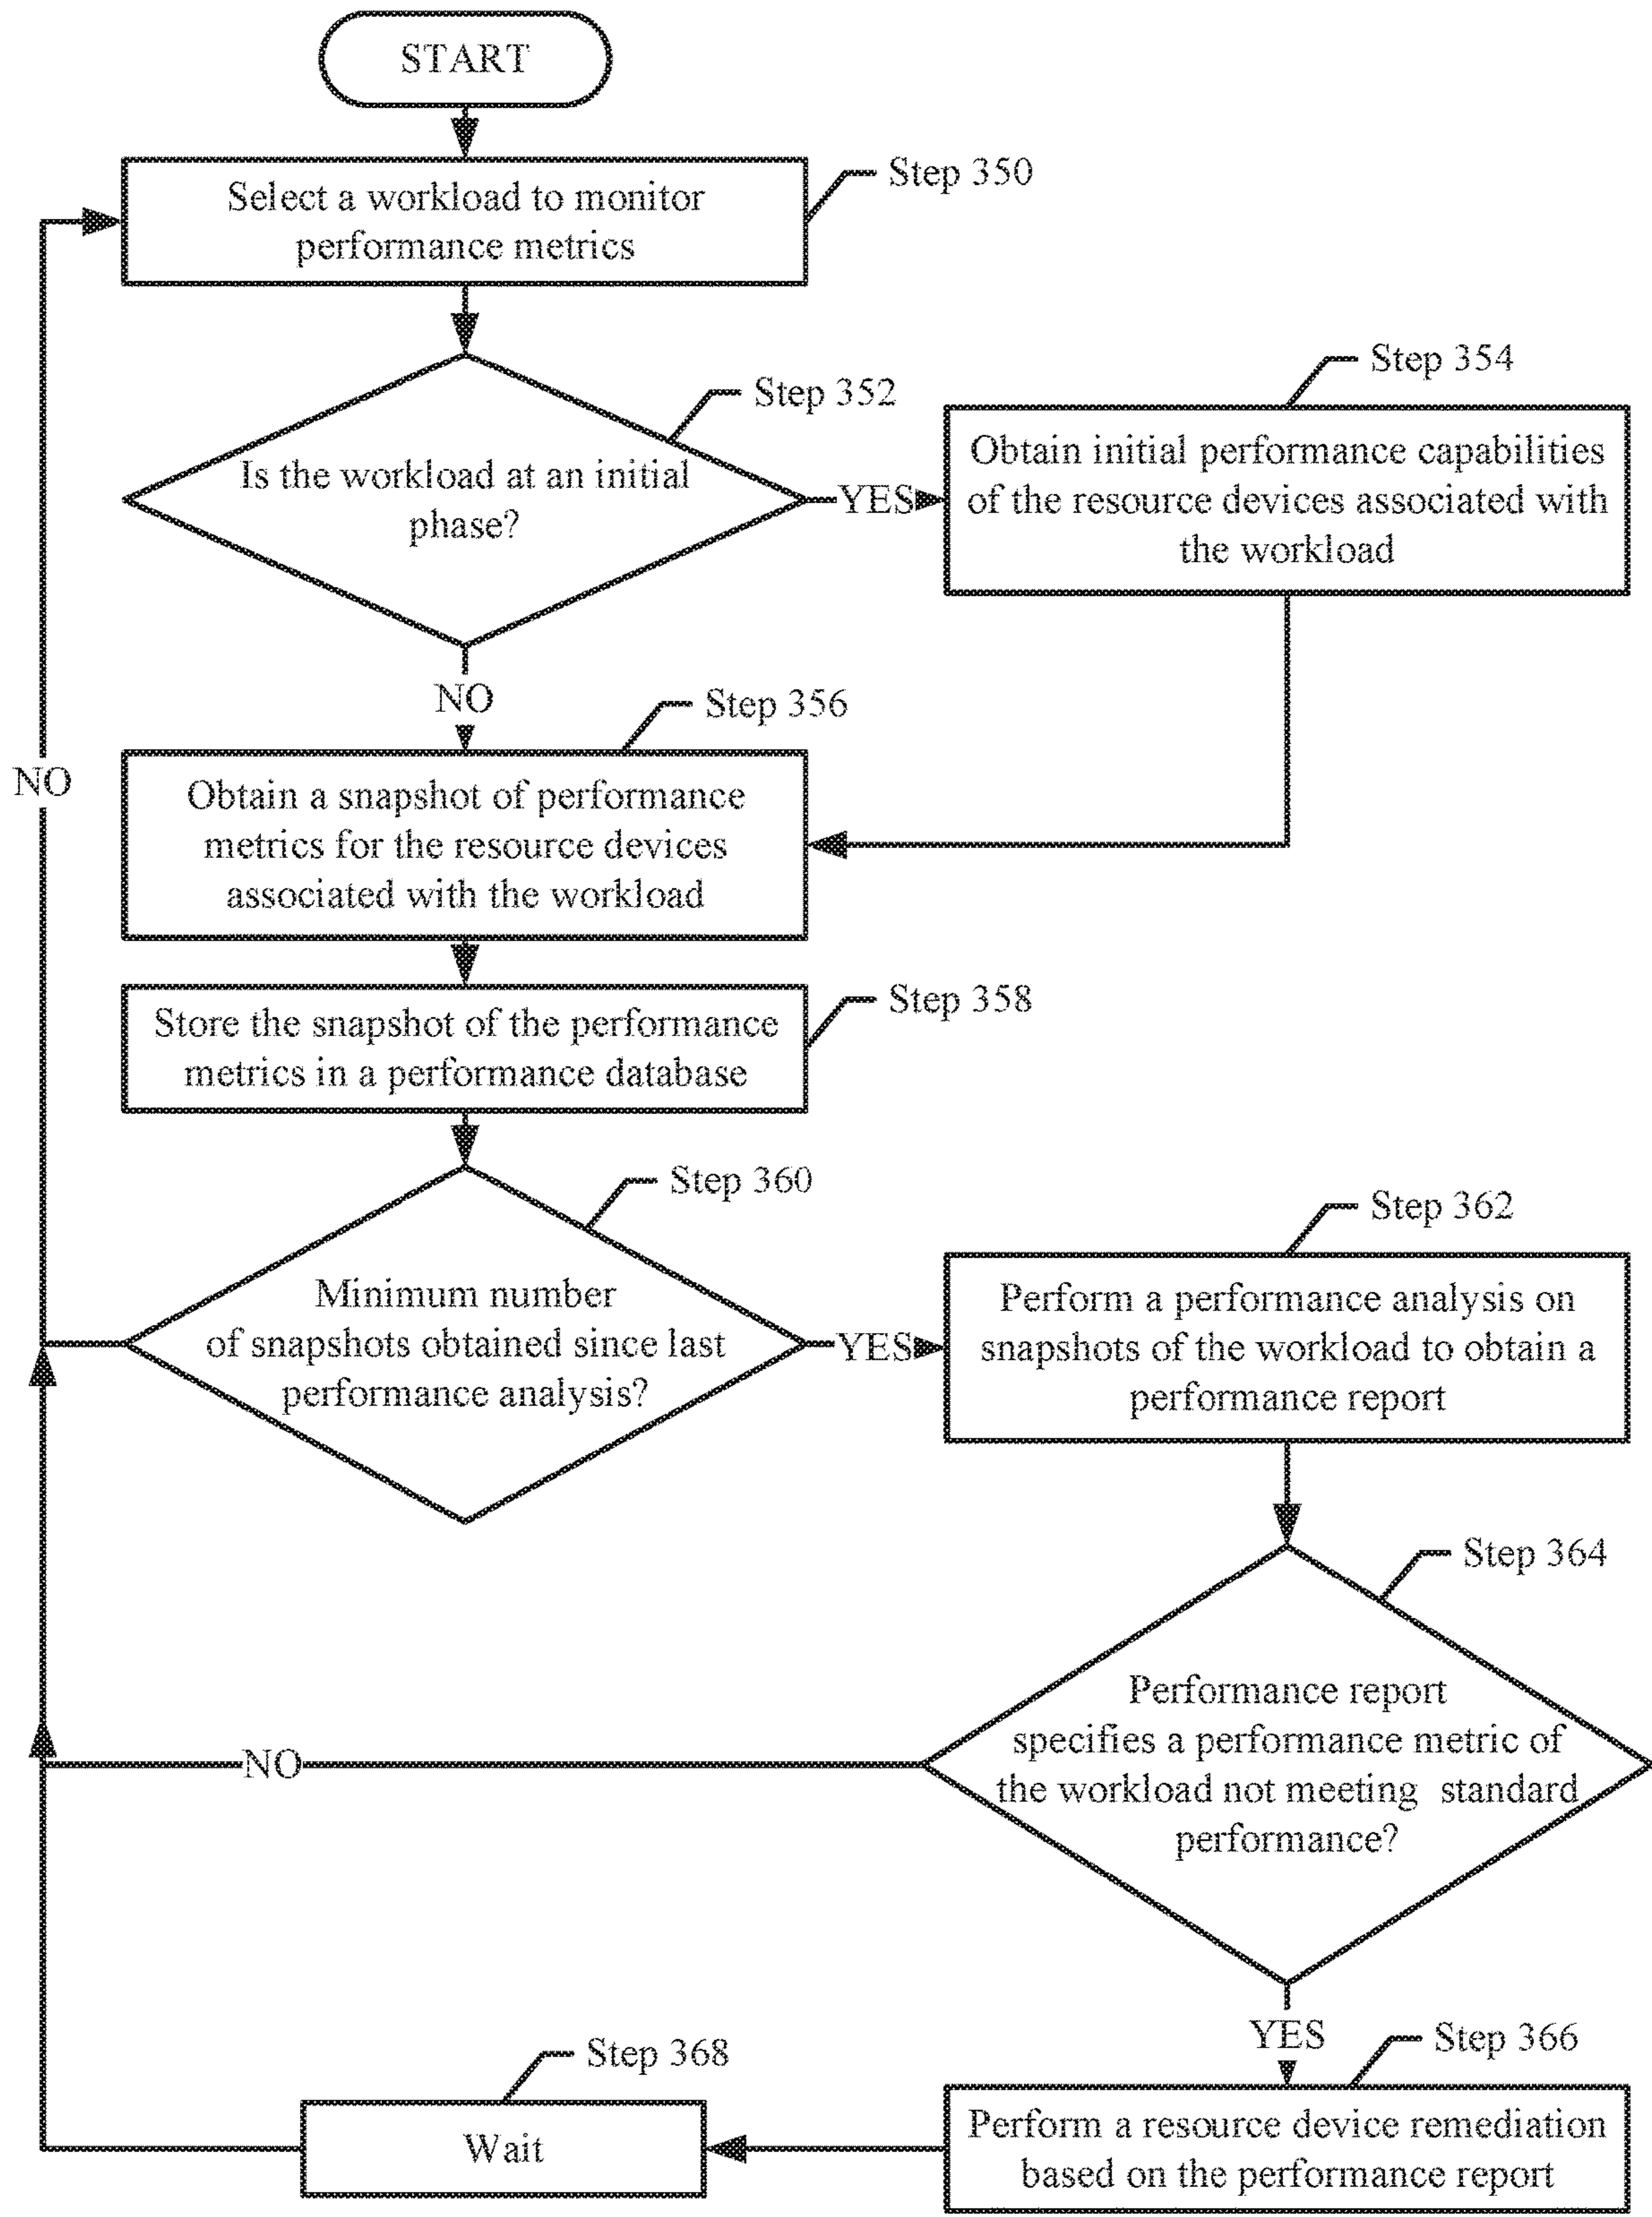 START
Select a workload to monitor
performance metrics
Step 350
Is the workload at an initial
phase?
Step 352
YES
Step 354
Obtain initial performance capabilities
of the resource devices associated with
the workload
NO
Step 356
NO
Obtain a snapshot of performance
metrics for the resource devices
associated with the workload
Store the snapshot of the performance
metrics in a performance database
Step 358
Step 360
Minimum number
of snapshots obtained since last
performance analysis?
YES
Step 362
Perform a performance analysis on
snapshots of the workload to obtain a
performance report
Step 364
Performance report
specifies a performance metric of
the workload not meeting  standard
performance?
NO
YES
Step 366
Perform a resource device remediation
based on the performance report
Step 368
Wait